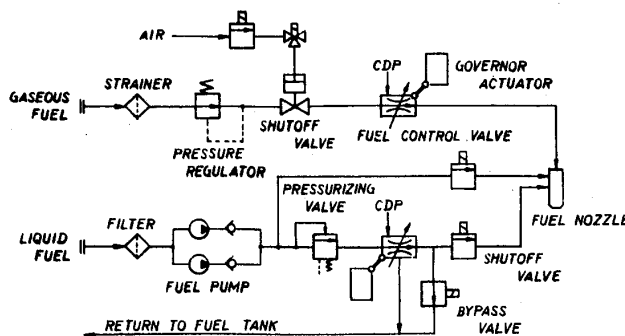 AIR
STRAINER
CDP
GOVERNOR
ACTUATOR
GASEOUS
FUEL
SHUTOFF
VALVE
FUEL CONTROL VALVE
PRESSURE
REGULATOR
PRESSURIZING
VALVE
FILTER
CDP
FUEL NOZZLE
LIQUID
FUEL
FUEL PUMP
SHUTOFF
VALVE
BYPASS
VALVE
RETURN TO FUEL TANK